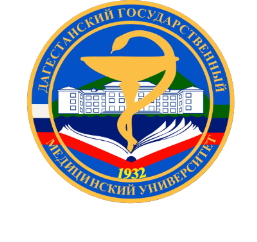 ДАГЕСТАНСКИЙ ГОСУДАРСТВЕННЫЙ
1932
МЕДИЦИНСКИЙ УНИВЕРСИТЕТ